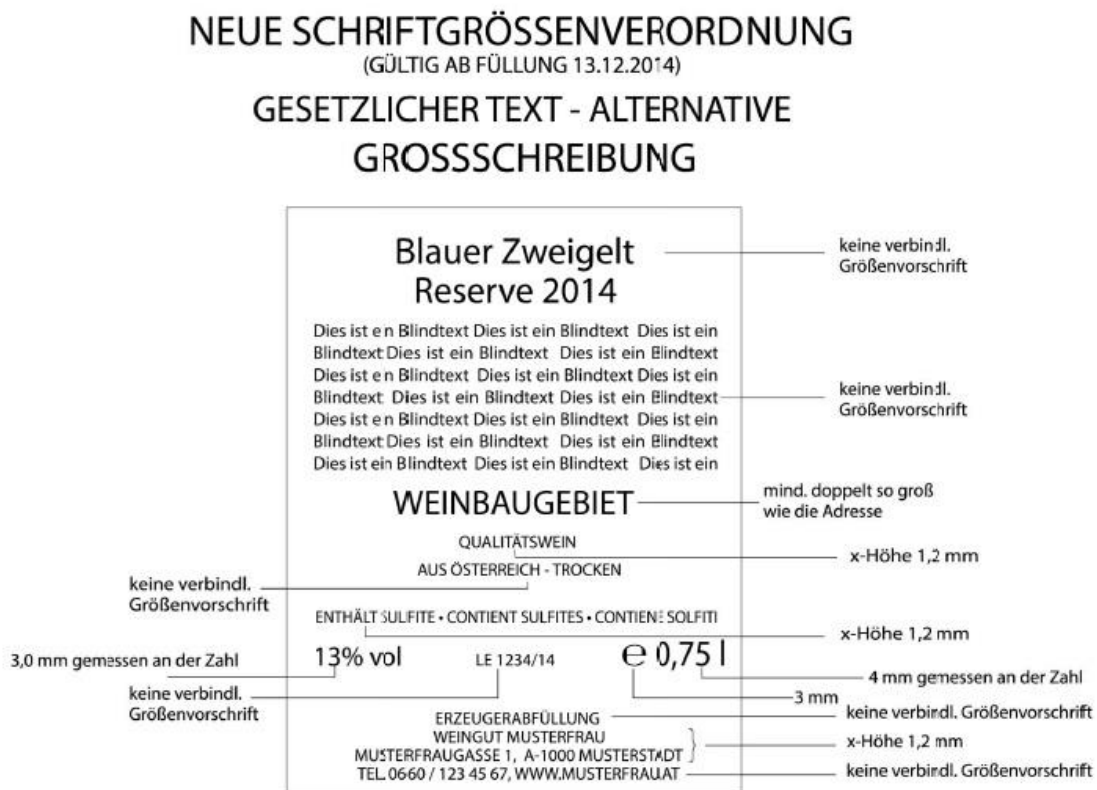 NEUE SCHRIFTGRÖSSENVERORDNUNG
(GÜLTIG AB FÜLLUNG 13.12.2014)
GESETZLICHER TEXT - ALTERNATIVE
GROSSSCHREIBUNG
Blauer Zweigelt
Reserve 2014
keine verbindl.
Größenvorschrift
Dies ist ein Blindtext Dies ist ein Blindtext Dies ist ein
Blindtext Dies ist ein Blindtext Dies ist ein Blindtext
Dies ist ein Blindtext Dies ist ein Blindtext Dies ist ein
Blindtext Dies ist ein Blindtext Dies ist ein Blindtext
Dies ist ein Blindtext Dies ist ein Blindtext Dies ist ein
Blindtext Dies ist ein Blindtext Dies ist ein Blindtext
Dies ist ein Blindtext Dies ist ein Blindtext Dies ist ein
keine verbindl.
Größenvorschrift
WEINBAUGEBIET
mind. doppelt so groß
wie die Adresse
QUALITÄTSWEIN
x-Höhe 1,2 mm
AUS ÖSTERREICH - TROCKEN
keine verbindl.
Größenvorschrift
ENTHÄLT SULFITE • CONTIENT SULFITES • CONTIENE SOLFITI
x-Höhe 1,2 mm
13% vol
LE 1234/14
℮ 0,75 l
3,0 mm gemessen an der Zahl
4 mm gemessen an der Zahl
keine verbindl.
Größenvorschrift
3 mm
ERZEUGERABFÜLLUNG
keine verbindl. Größenvorschrift
WEINGUT MUSTERFRAU
MUSTERFRAUGASSE 1, A-1000 MUSTERSTADT
x-Höhe 1,2 mm
TEL. 0660 / 123 45 67, WWW.MUSTERFRAU.AT
keine verbindl. Größenvorschrift